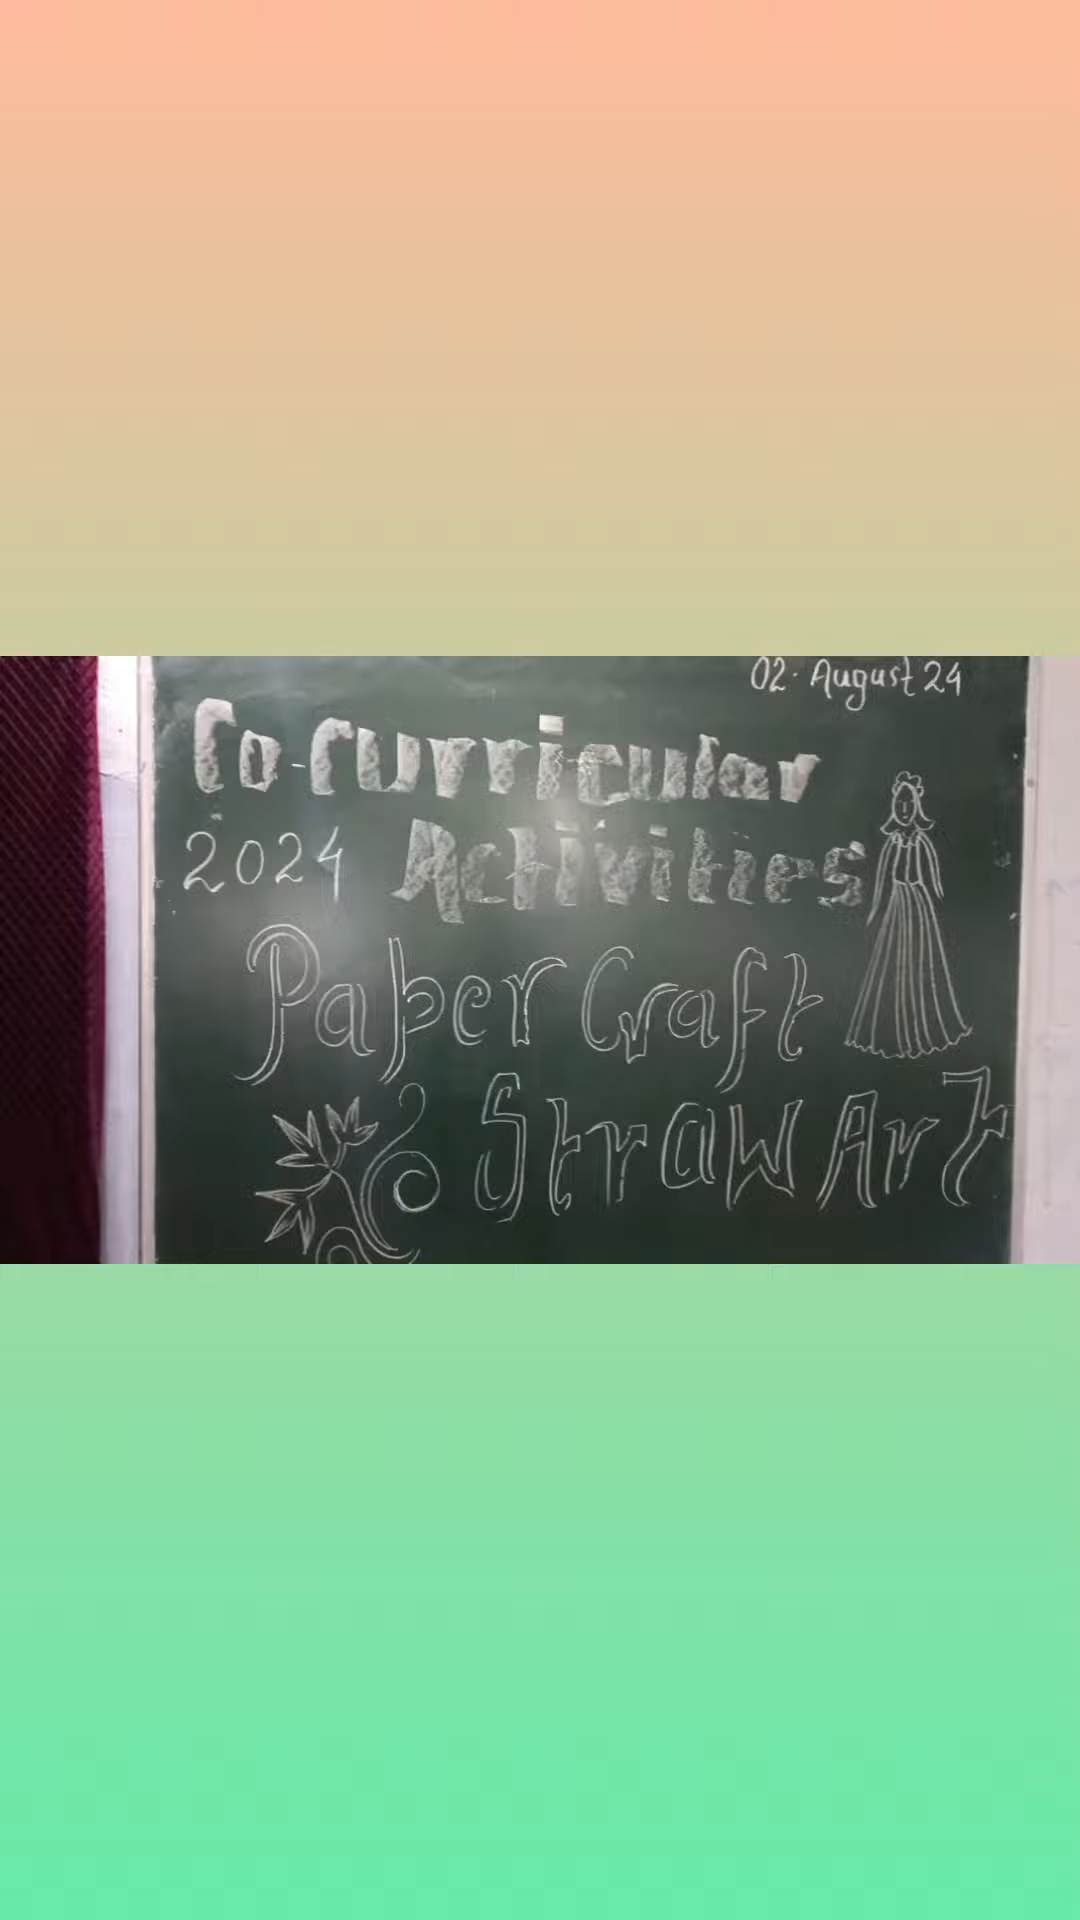 02. August 24
Co-curricular
2024 Activities
Paper Craft
Straw Art